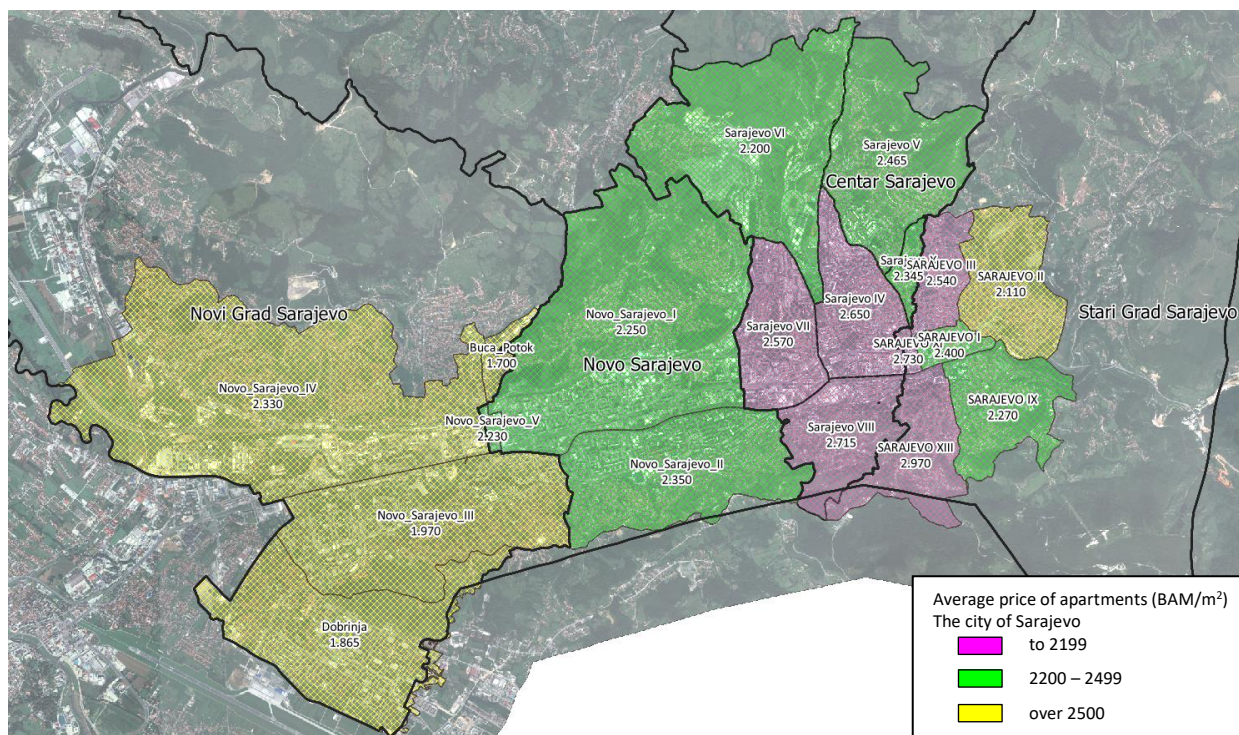 Sarajevo VI
2.200
Sarajevo V
2.465
Centar Sarajevo
Sarajevo X
2.345
SARAJEVO III
2.540
SARAJEVO II
2.110
Stari Grad Sarajevo
Novi Grad Sarajevo
Novo_Sarajevo_I
2.250
Sarajevo VII
2.570
Sarajevo IV
2.650
SARAJEVO XI
2.730
SARAJEVO I
2.400
Buca_Potok
1.700
Novo Sarajevo
Novo_Sarajevo_IV
2.330
Novo_Sarajevo_V
2.230
SARAJEVO IX
2.270
Sarajevo VIII
2.715
SARAJEVO XIII
2.970
Novo_Sarajevo_II
2.350
Novo_Sarajevo_III
1.970
Dobrinja
1.865
Average price of apartments (BAM/m²)
The city of Sarajevo
to 2199
2200 – 2499
over 2500